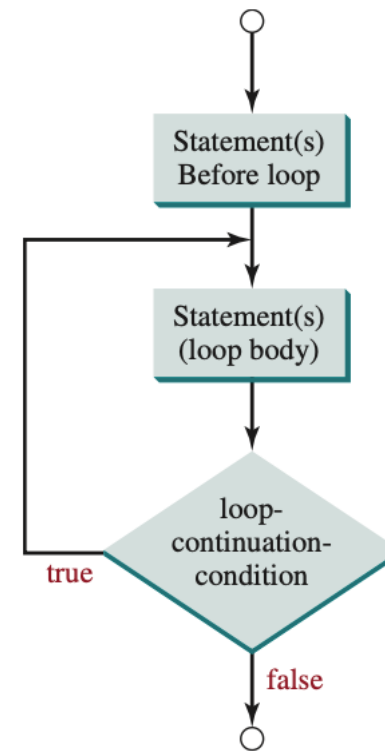 Statement(s)
Before loop
Statement(s)
(loop body)
loop-
continuation-
condition
true
false